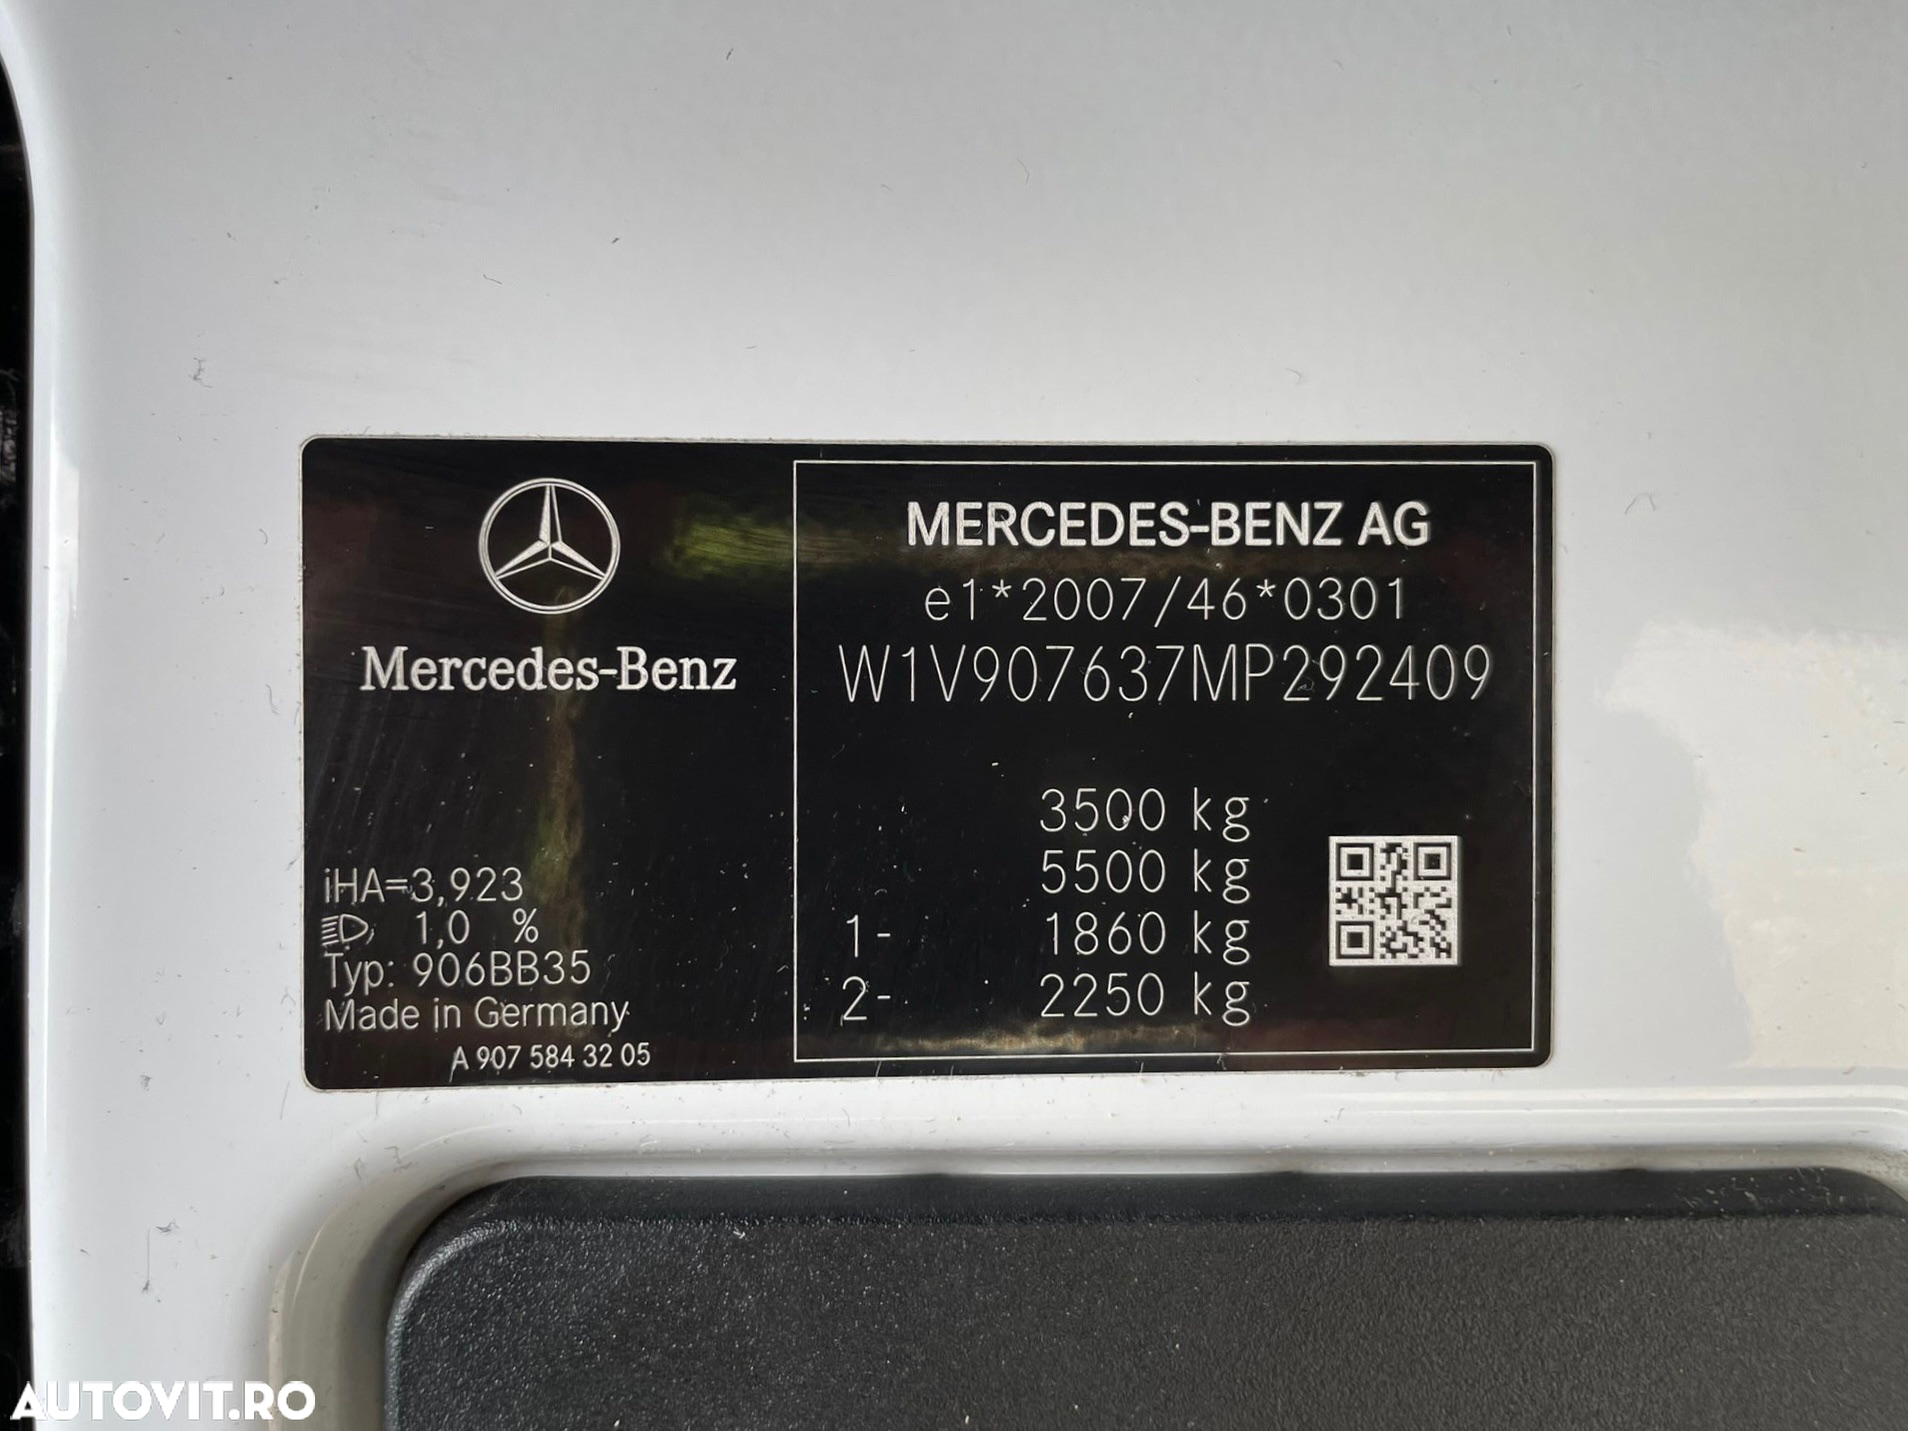 Mercedes-Benz
iHA=3,923
1,0 %
Typ: 906BB35
Made in Germany
A 907 584 32 05
MERCEDES-BENZ AG
e1*2007/46*0301
W1V907637MP292409
3500 kg
5500 kg
1- 1860 kg
2- 2250 kg
AUTOVIT.RO